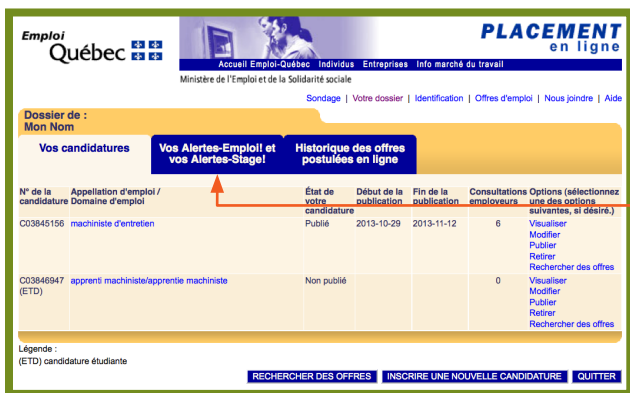 Emploi
Québec
PLACEMENT
en ligne
Accueil Emploi-Québec Individus Entreprises Info marché du travail
Ministère de l'Emploi et de la Solidarité sociale
Sondage | Votre dossier | Identification | Offres d'emploi | Nous joindre | Aide
Dossier de :
Mon Nom
Vos candidatures
Vos Alertes-Emploi! et
vos Alertes-Stage!
Historique des offres
postulées en ligne
N° de la Appellation d'emploi / État de Début de la Fin de la Consultations Options (sélectionnez
candidature Domaine d'emploi votre publication publication employeurs une des options
candidature suivantes, si désiré.)
C03845156 machiniste d'entretien Publié 2013-10-29 2013-11-12 6 Visualiser
Modifier
Publier
Retirer
Rechercher des offres
C03846947 apprenti machiniste/apprentie machiniste Non publié 0 Visualiser
(ETD) Modifier
Publier
Retirer
Rechercher des offres
Légende :
(ETD) candidature étudiante
RECHERCHER DES OFFRES INSCRIRE UNE NOUVELLE CANDIDATURE QUITTER